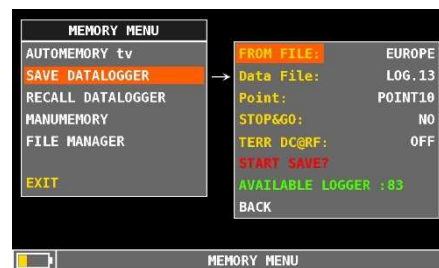 MEMORY MENU
AUTOMEMORY tv
SAVE DATALOGGER
RECALL DATALOGGER
MANUMEMORY
FILE MANAGER
EXIT
FROM FILE: EUROPE
Data File: LOG.13
Point: POINT10
STOP&GO: NO
TERR DC@RF: OFF
START SAVE?
AVAILABLE LOGGER :83
BACK
MEMORY MENU